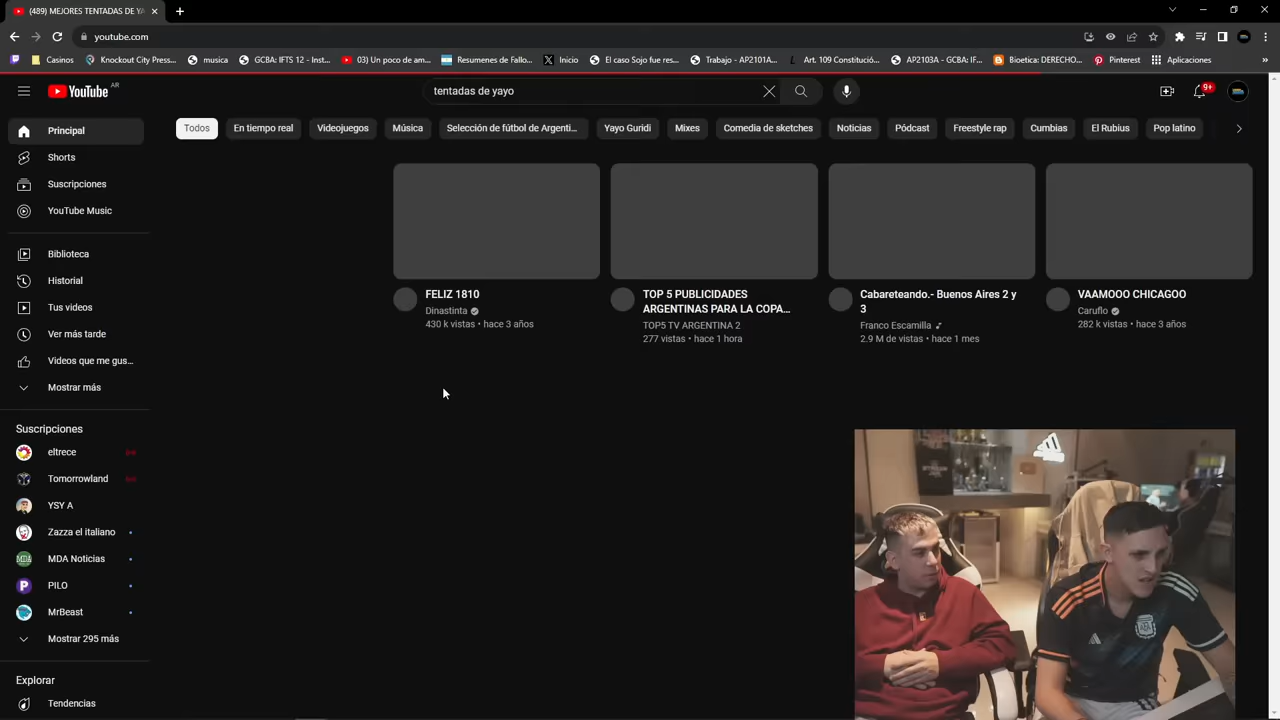 (489) MEJORES TENTADAS DE YA
youtube.com
Casinos
Knockout City Press...
musica
GCBA: IFTS 12 - Inst...
03) Un poco de am...
Resumenes de Fallo...
Inicio
El caso Sojo fue res...
Trabajo - AP2101A...
Art. 109 Constitució...
AP2103A - GCBA: IF...
Bioetica: DERECHO...
Pinterest
Aplicaciones
»
YouTube AR
tentadas de yayo
9+
Todos
En tiempo real
Videojuegos
Música
Selección de fútbol de Argenti...
Yayo Guridi
Mixes
Comedia de sketches
Noticias
Pódcast
Freestyle rap
Cumbias
El Rubius
Pop latino
Principal
Shorts
Suscripciones
YouTube Music
Biblioteca
Historial
Tus videos
Ver más tarde
Videos que me gus...
Mostrar más
Suscripciones
eltrece
Tomorrowland
YSY A
Zazza el italiano
MDA Noticias
PILO
MrBeast
Mostrar 295 más
Explorar
Tendencias
FELIZ 1810
Dinastinta
430 k vistas • hace 3 años
TOP 5 PUBLICIDADES
ARGENTINAS PARA LA COPA...
TOP5 TV ARGENTINA 2
277 vistas • hace 1 hora
Cabareteando.- Buenos Aires 2 y
3
Franco Escamilla
2.9 M de vistas • hace 1 mes
VAAMOOO CHICAGOO
Caruflo
282 k vistas • hace 3 años